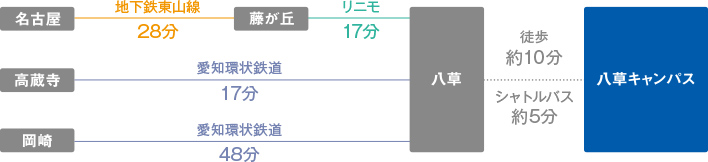 名古屋
地下鉄東山線
28分
藤が丘
リニモ
17分
高蔵寺
愛知環状鉄道
17分
岡崎
愛知環状鉄道
48分
八草
徒歩
約10分
シャトルバス
約5分
八草キャンパス